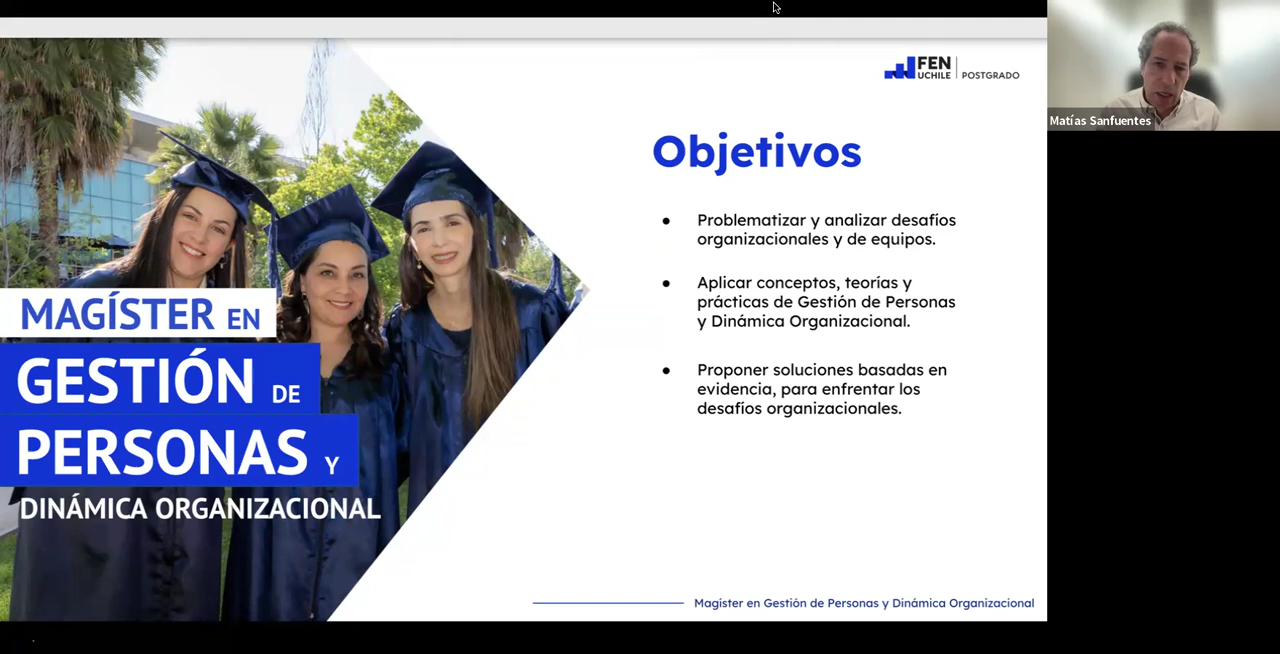 FEN
UCHILE
POSTGRADO
Matías Sanfuentes
Objetivos
● Problematizar y analizar desafíos
organizacionales y de equipos.
● Aplicar conceptos, teorías y
prácticas de Gestión de Personas
y Dinámica Organizacional.
● Proponer soluciones basadas en
evidencia, para enfrentar los
desafíos organizacionales.
MAGÍSTER EN
GESTIÓN DE
PERSONAS Y
DINÁMICA ORGANIZACIONAL
Magíster en Gestión de Personas y Dinámica Organizacional